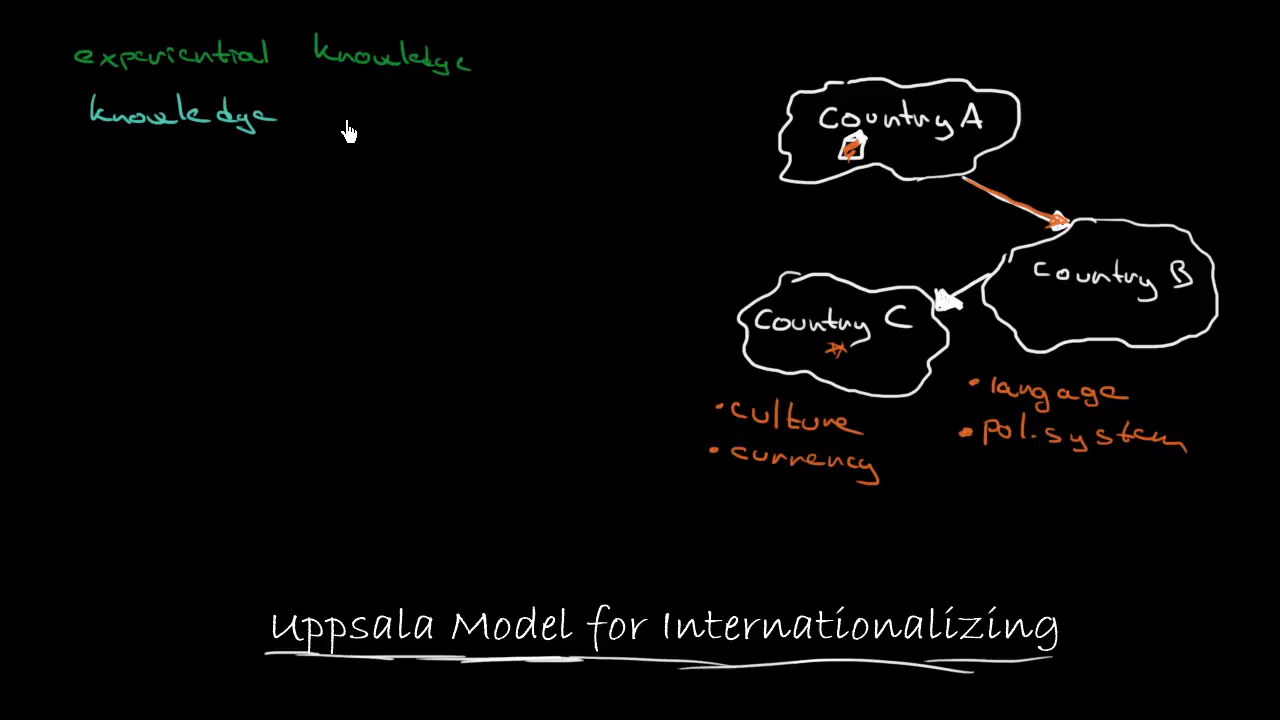 experiential knowledge
knowledge
Country A
Country B
Country C
• langage
• pol. system
• culture
• currency
Uppsala Model for Internationalizing